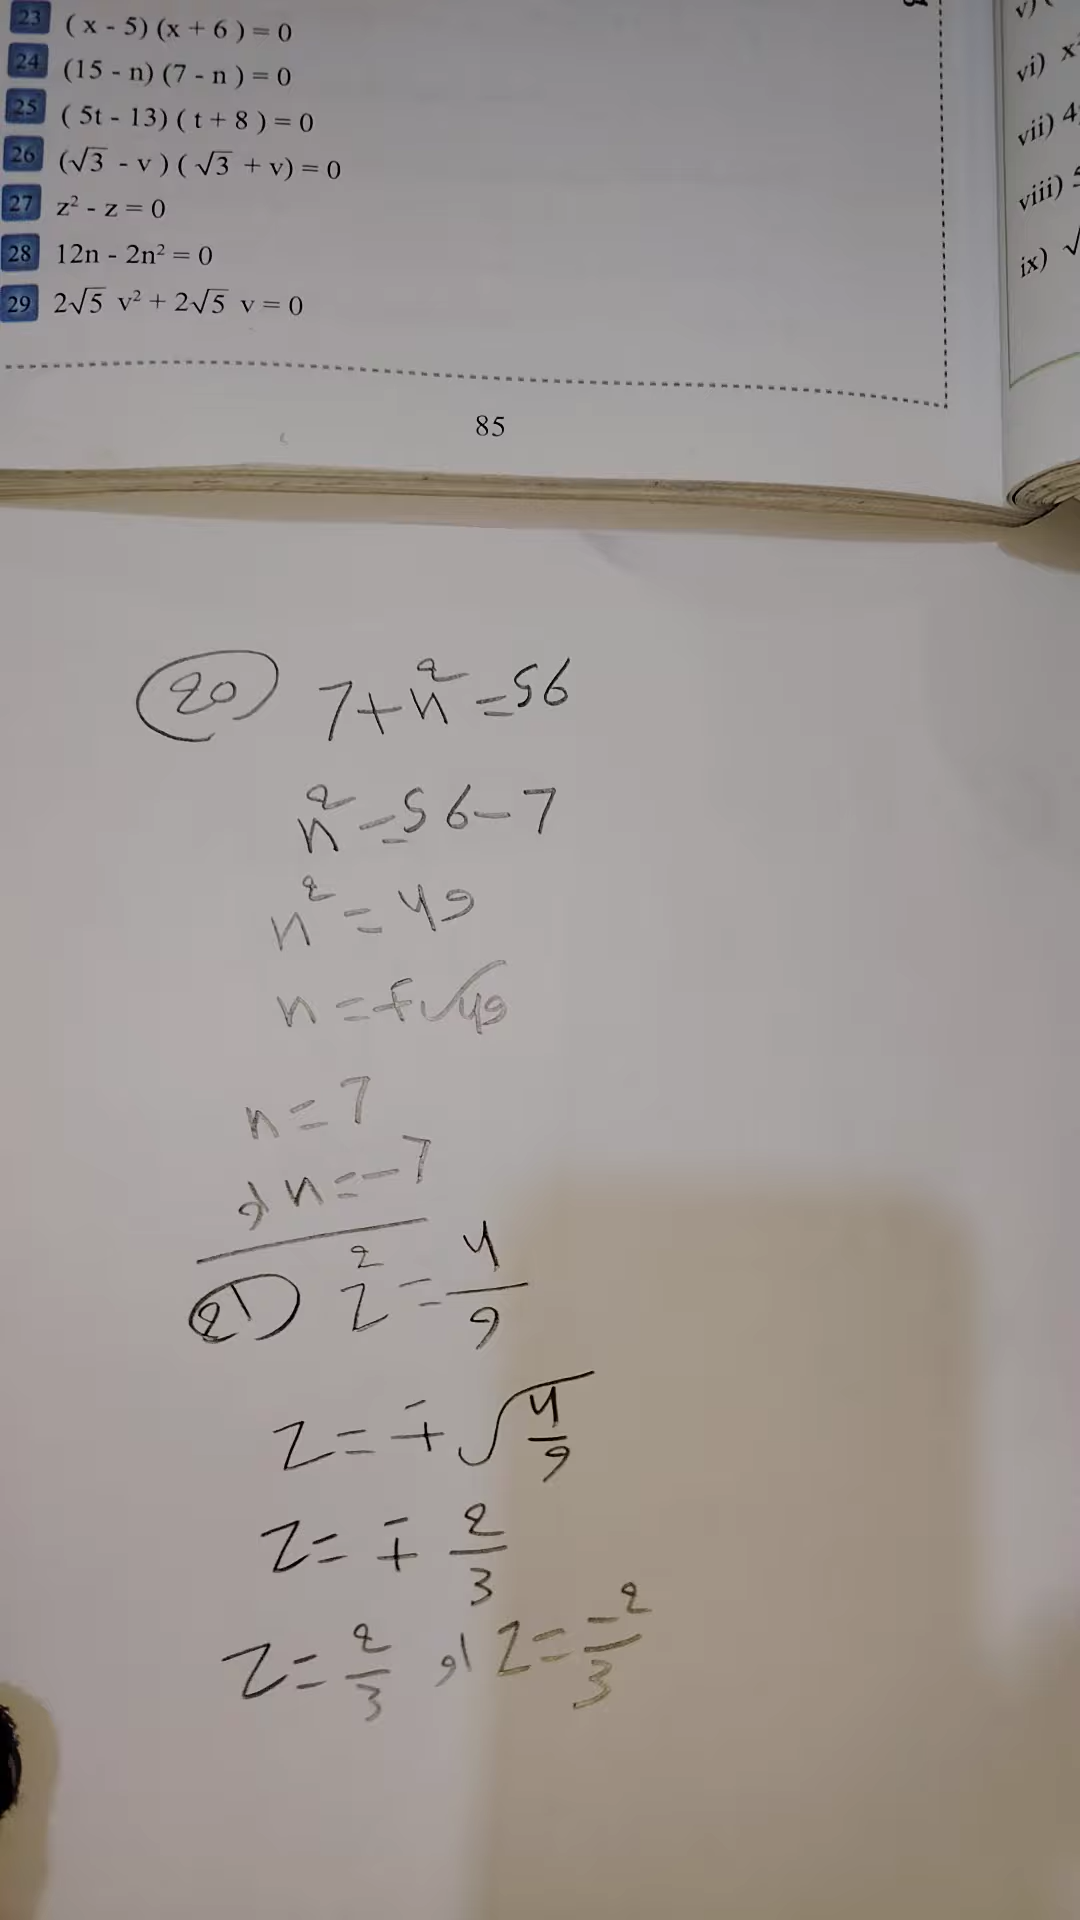 23 ( x - 5) (x + 6 ) = 0
24 (15 - n) (7 - n ) = 0
25 ( 5t - 13) ( t + 8 ) = 0
26 (√3 - v ) ( √3 + v) = 0
27 z² - z = 0
28 12n - 2n² = 0
29 2√5 v² + 2√5 v = 0
85
vi) x
vii) 4
viii)
ix) √
20 7+n²=56
n²=56-7
n²=49
n=∓√49
n=7
او n=-7
21 z²=4/9
z=∓√4/9
z=∓2/3
z=2/3 او z=-2/3